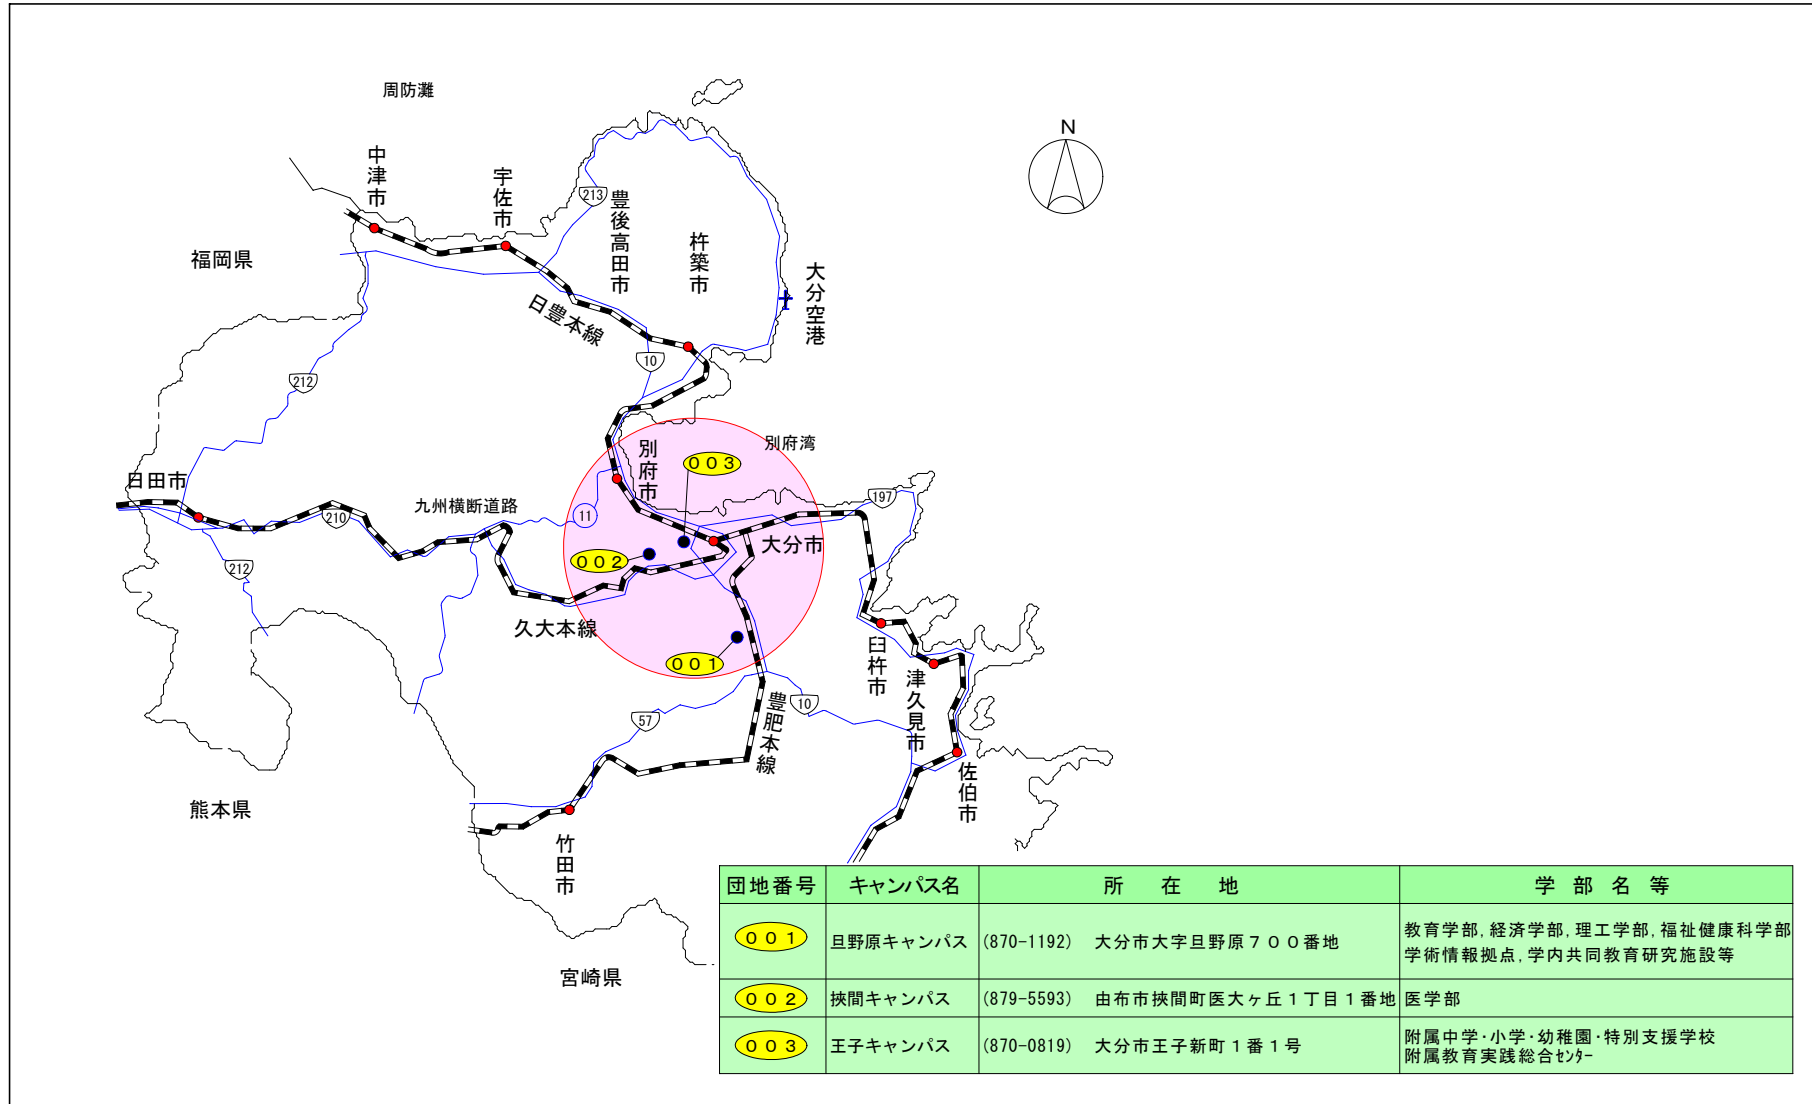 周防灘
N
中津市
宇佐市
213
豊後高田市
杵築市
福岡県
大分空港
日豊本線
10
212
別府市
別府湾
003
日田市
九州横断道路
197
210
11
大分市
002
212
久大本線
臼杵市
001
津久見市
豊肥本線
10
57
佐伯市
熊本県
竹田市
宮崎県
団地番号 キャンパス名 所 在 地 学 部 名 等
001 旦野原キャンパス (870-1192) 大分市大字旦野原700番地 教育学部,経済学部,理工学部,福祉健康科学部
学術情報拠点,学内共同教育研究施設等
002 挾間キャンパス (879-5593) 由布市挾間町医大ヶ丘1丁目1番地 医学部
003 王子キャンパス (870-0819) 大分市王子新町1番1号 附属中学・小学・幼稚園・特別支援学校
附属教育実践総合ｾﾝﾀｰ